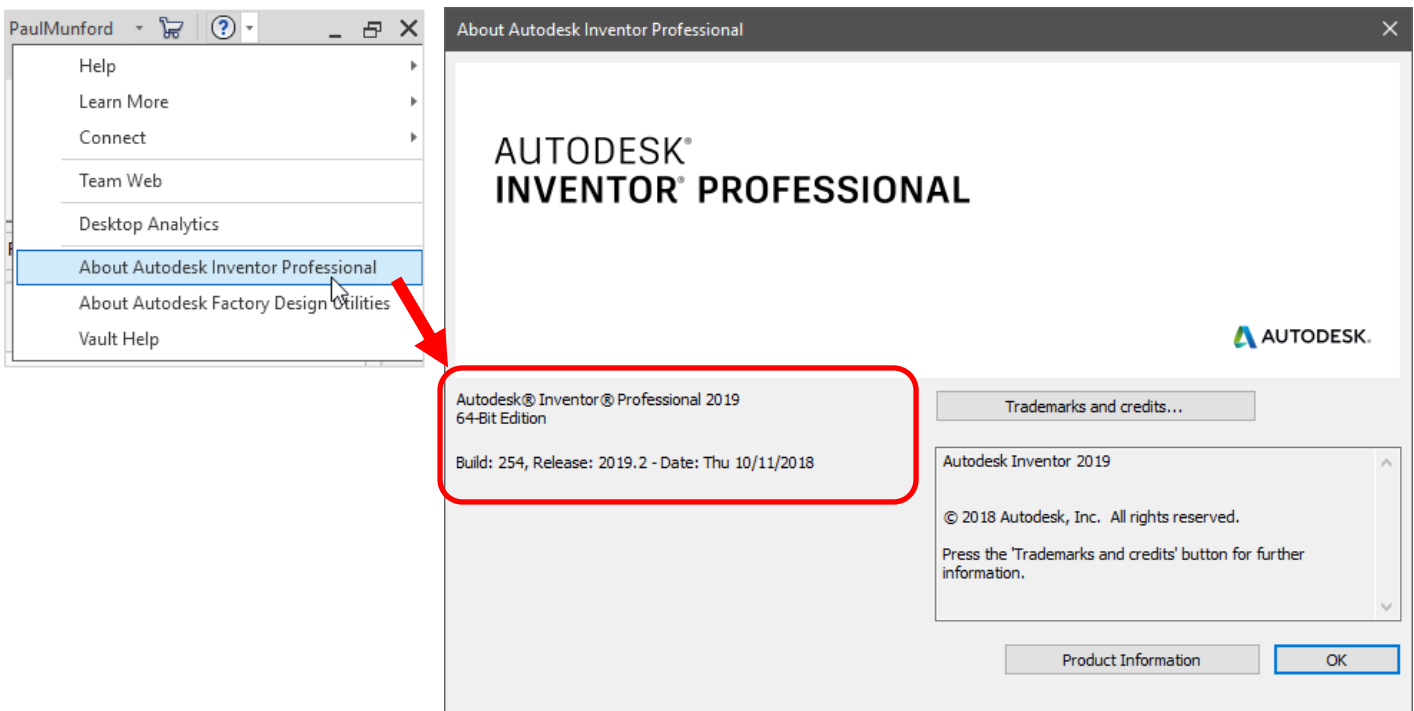 PaulMunford
?
Help
Learn More
Connect
Team Web
Desktop Analytics
About Autodesk Inventor Professional
About Autodesk Factory Design Utilities
Vault Help
About Autodesk Inventor Professional
AUTODESK®
INVENTOR® PROFESSIONAL
AUTODESK.
Autodesk® Inventor® Professional 2019
64-Bit Edition
Build: 254, Release: 2019.2 - Date: Thu 10/11/2018
Trademarks and credits...
Autodesk Inventor 2019
© 2018 Autodesk, Inc.  All rights reserved.
Press the 'Trademarks and credits' button for further
information.
Product Information
OK